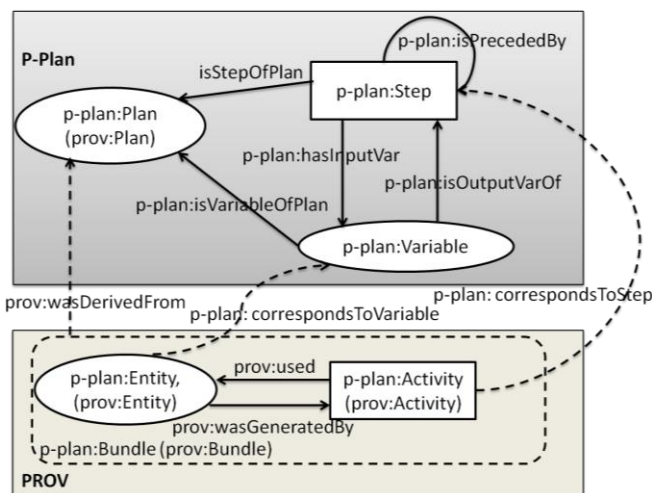 P-Plan
p-plan:isPrecededBy
isStepOfPlan
p-plan:Step
p-plan:Plan
(prov:Plan)
p-plan:hasInputVar
p-plan:isOutputVarOf
p-plan:isVariableOfPlan
p-plan:Variable
prov:wasDerivedFrom
p-plan: correspondsToStep
p-plan: correspondsToVariable
p-plan:Entity,
(prov:Entity)
prov:used
p-plan:Activity
(prov:Activity)
prov:wasGeneratedBy
p-plan:Bundle (prov:Bundle)
PROV